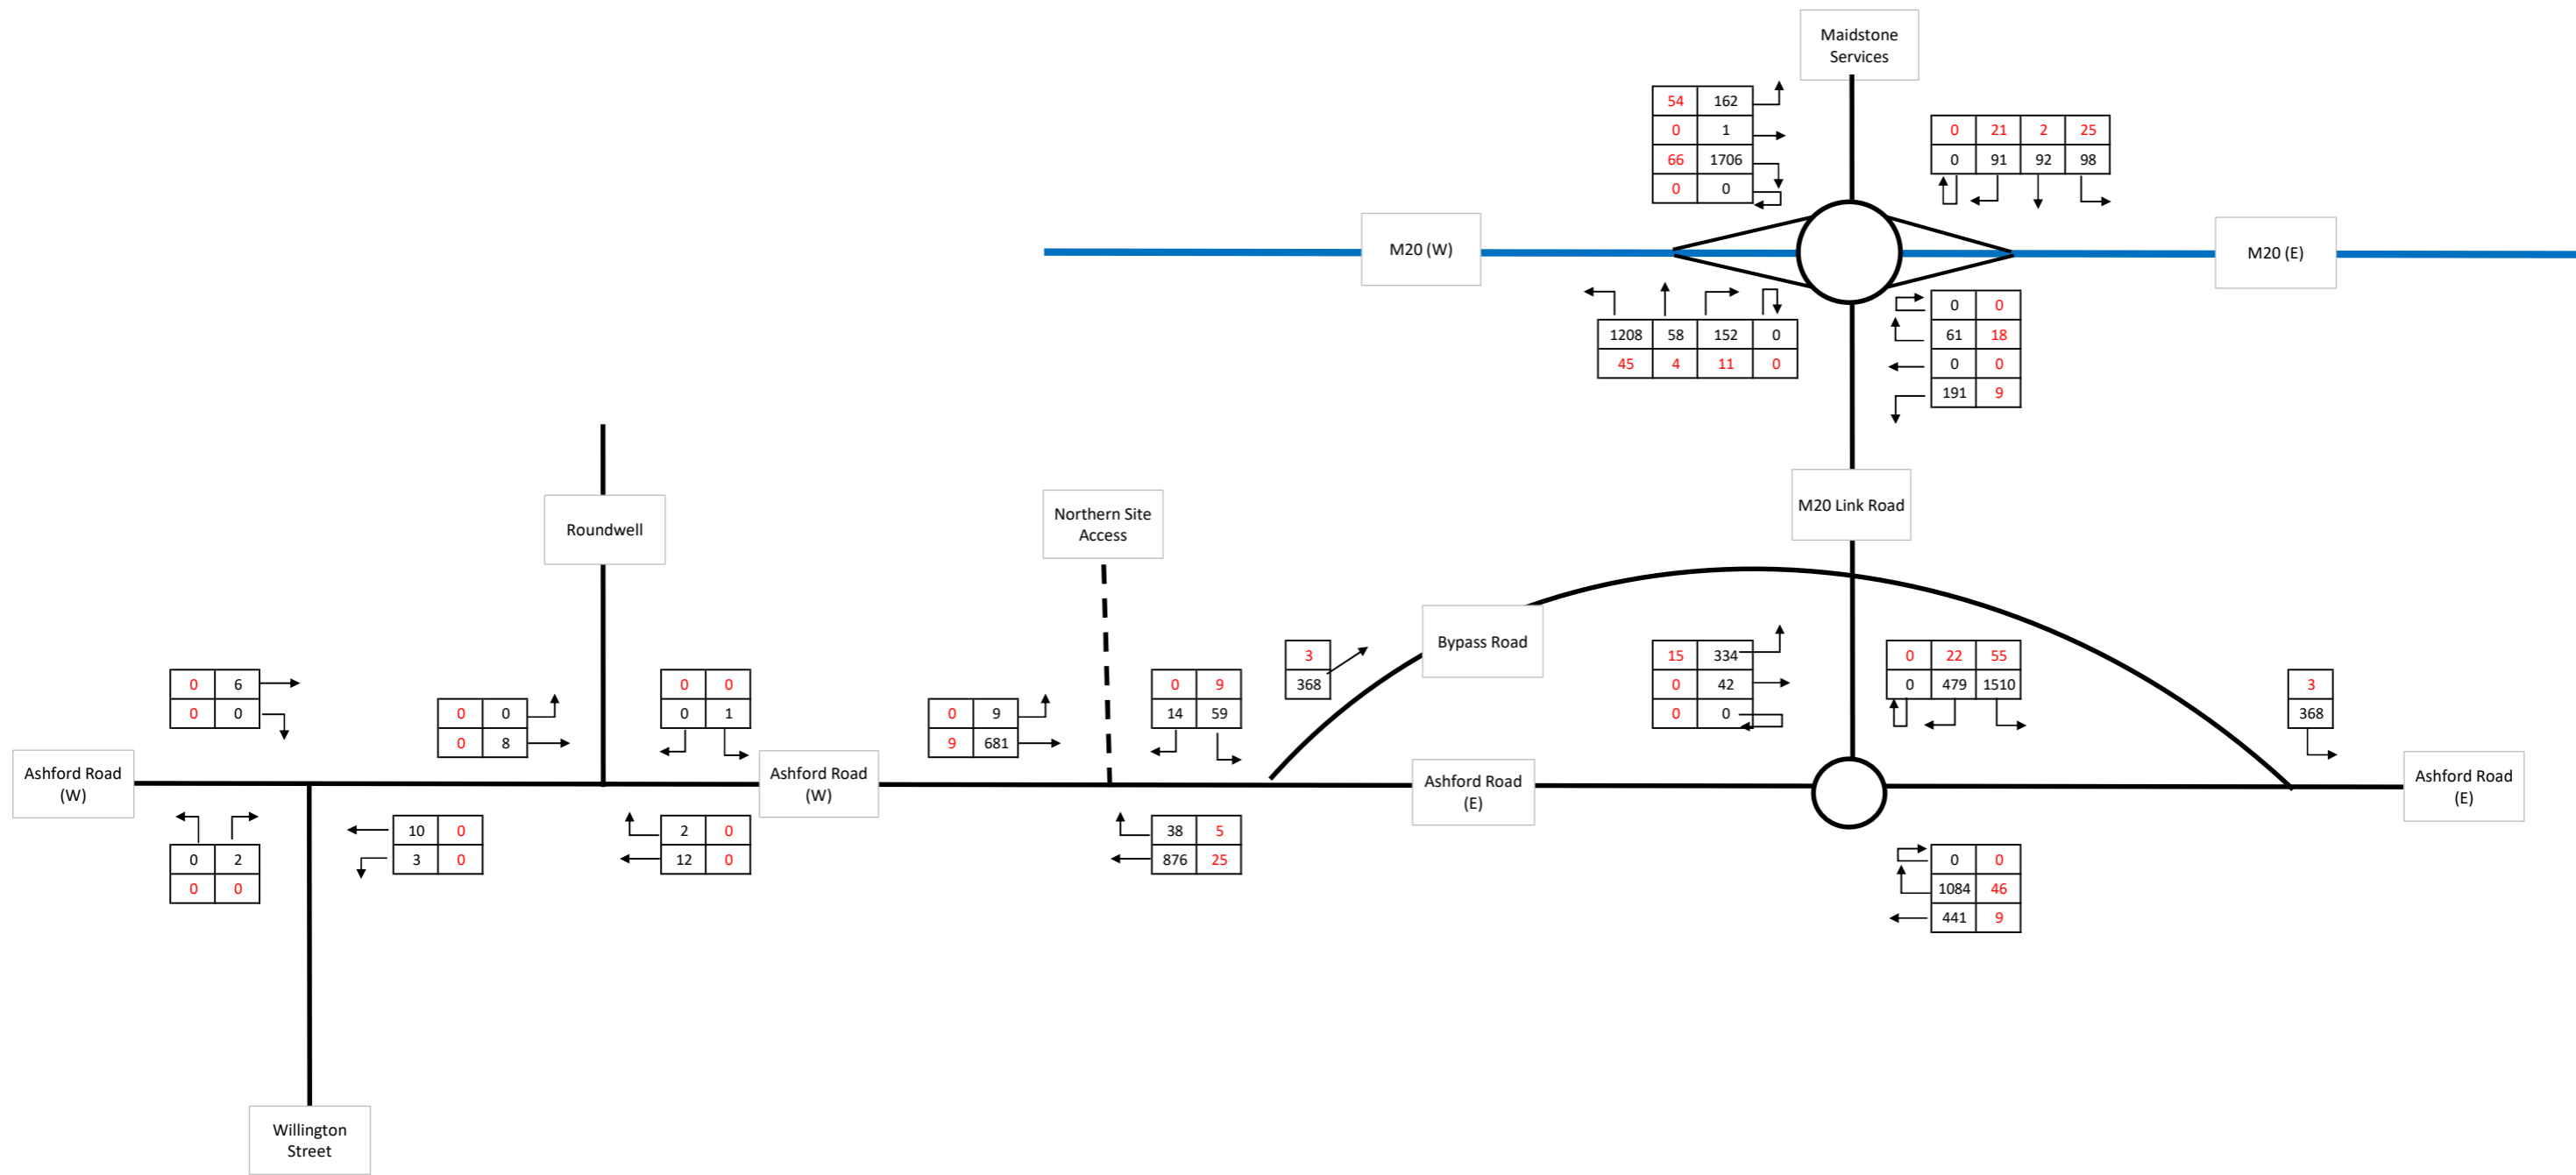 Maidstone
Services
54 162
0 1
66 1706
0 0
0 21 2 25
0 91 92 98
M20 (W)
M20 (E)
1208 58 152 0
45 4 11 0
0 0
61 18
0 0
191 9
Roundwell
Northern Site
Access
M20 Link Road
Bypass Road
0 6
0 0
0 0
0 8
0 0
0 1
0 9
9 681
0 9
14 59
3
368
15 334
0 42
0 0
0 22 55
0 479 1510
3
368
Ashford Road
(W)
Ashford Road
(W)
Ashford Road
(E)
Ashford Road
(E)
0 2
0 0
10 0
3 0
2 0
12 0
38 5
876 25
0 0
1084 46
441 9
Willington
Street